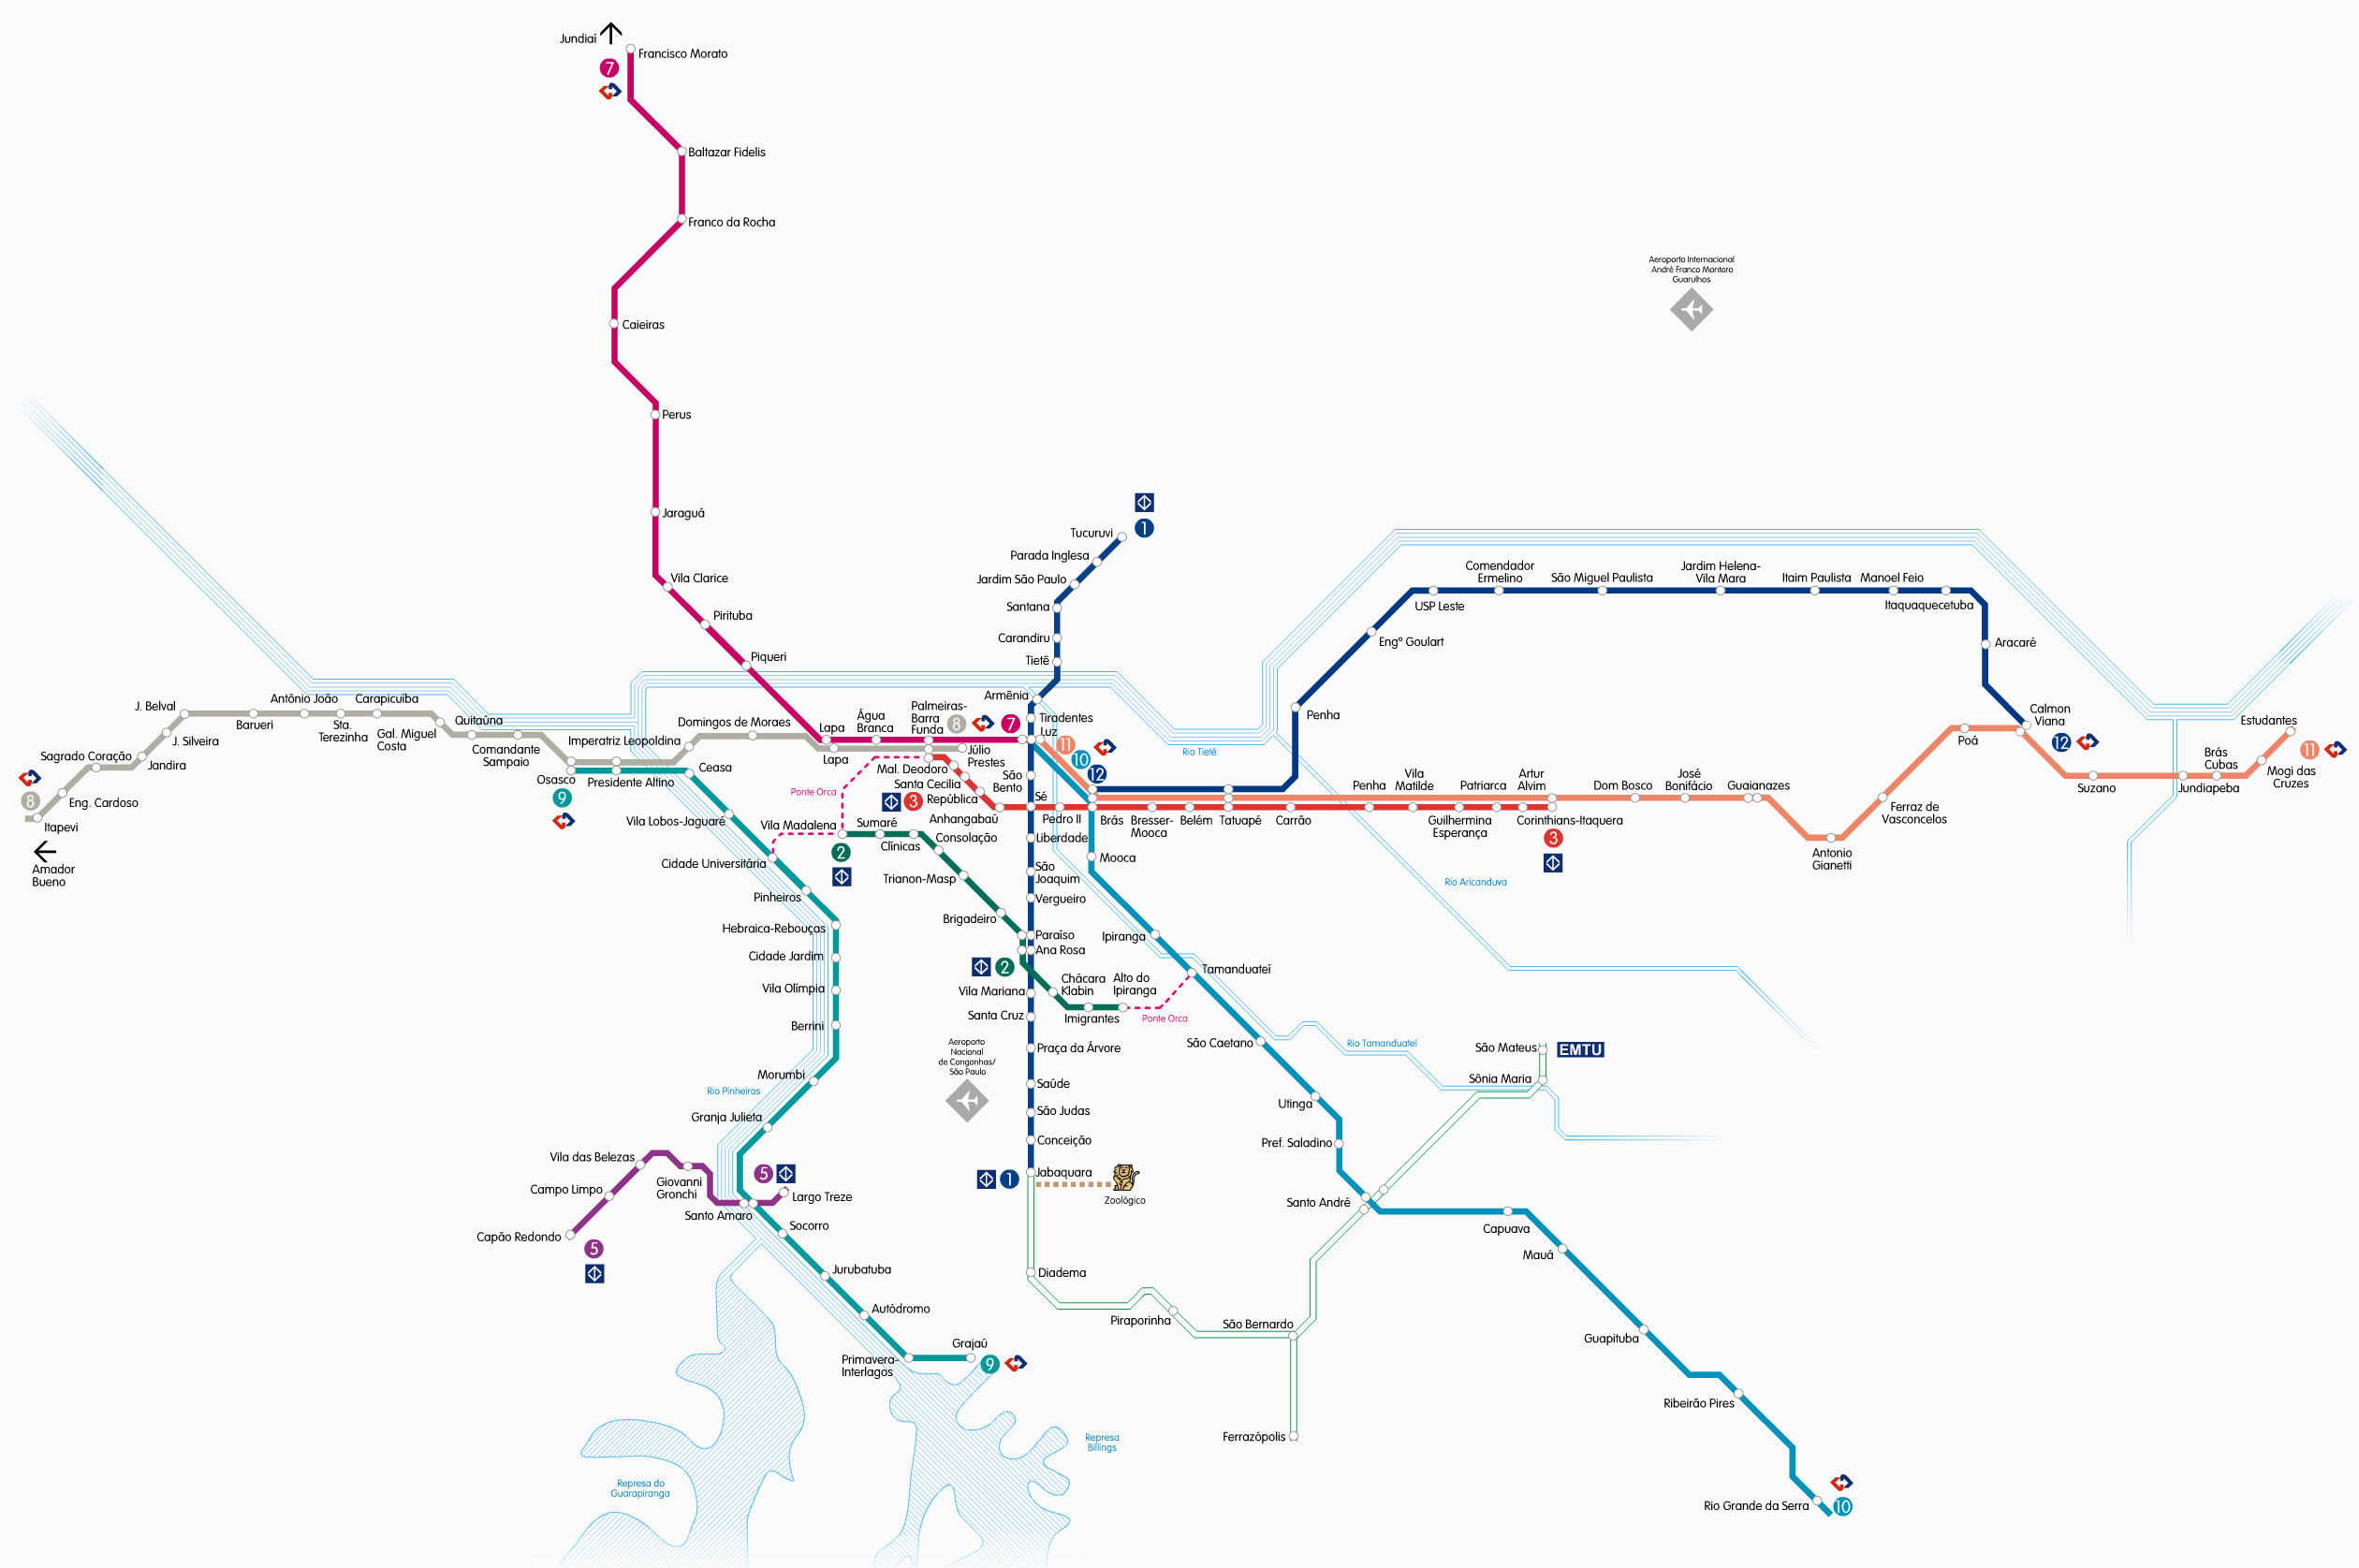 Jundiaí
Francisco Morato
7
Baltazar Fidelis
Franco da Rocha
Caieiras
Perus
Jaraguá
Vila Clarice
Pirituba
Piqueri
Aeroporto Internacional
André Franco Montoro
Guarulhos
Tucuruvi
1
Parada Inglesa
Jardim São Paulo
Santana
Carandiru
Tietê
Armênia
Tiradentes
Luz
Comendador
Ermelino
São Miguel Paulista
Jardim Helena-
Vila Mara
Itaim Paulista
Manoel Feio
USP Leste
Itaquaquecetuba
Engº Goulart
Aracaré
Penha
Calmon
Viana
12
Poá
Estudantes
11
Brás
Cubas
Mogi das
Cruzes
Jundiapeba
Suzano
Rio Tietê
J. Belval
Antônio João
Carapicuíba
Barueri
Sta.
Terezinha
Gal. Miguel
Costa
Quitaúna
J. Silveira
Sagrado Coração
Jandira
Comandante
Sampaio
8
Eng. Cardoso
Itapevi
Amador
Bueno
Imperatriz Leopoldina
Domingos de Moraes
Osasco
Presidente Altino
9
Ceasa
Lapa
Água
Branca
Palmeiras-
Barra
Funda
8
7
Lapa
Júlio
Prestes
11
10
12
Mal. Deodoro
Santa Cecilia
República
3
Anhangabaú
Ponte Orca
São
Bento
Sé
Pedro II
Brás
Bresser-
Mooca
Belém
Tatuapé
Carrão
Penha
Vila
Matilde
Guilhermina
Esperança
Patriarca
Artur
Alvim
Corinthians-Itaquera
3
Dom Bosco
José
Bonifácio
Guaianazes
Antonio
Gianetti
Ferraz de
Vasconcelos
Rio Aricanduva
Vila Lobos-Jaguaré
Vila Madalena
2
Sumaré
Clínicas
Consolação
Trianon-Masp
Brigadeiro
Cidade Universitária
Pinheiros
Hebraica-Rebouças
Cidade Jardim
Vila Olímpia
Berrini
Morumbi
Granja Julieta
Rio Pinheiros
Liberdade
São
Joaquim
Vergueiro
Paraíso
Ana Rosa
2
Chácara
Klabin
Alto do
Ipiranga
Imigrantes
Ponte Orca
Vila Mariana
Santa Cruz
Praça da Árvore
Saúde
São Judas
Conceição
Jabaquara
1
Zoológico
Aeroporto
Nacional
de Congonhas/
São Paulo
Mooca
Ipiranga
Tamanduateí
São Caetano
Rio Tamanduateí
Utinga
Pref. Saladino
Santo André
Capuava
Mauá
Guapituba
Ribeirão Pires
Rio Grande da Serra
10
São Mateus
EMTU
Sônia Maria
Diadema
Piraporinha
São Bernardo
Ferrazópolis
Vila das Belezas
Campo Limpo
Giovanni
Gronchi
Capão Redondo
5
5
Largo Treze
Santo Amaro
Socorro
Jurubatuba
Autódromo
Primavera-
Interlagos
Grajaú
9
Represa
Billings
Represa do
Guarapiranga